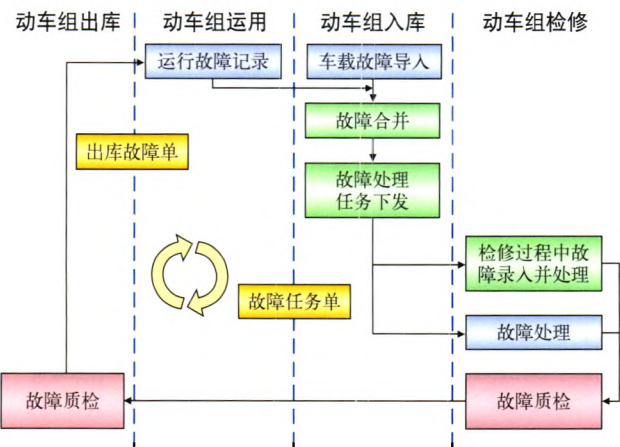 动车组出库
动车组运用
动车组入库
动车组检修
运行故障记录
车载故障导入
故障合并
出库故障单
故障处理
任务下发
检修过程中故
障录入并处理
故障任务单
故障处理
故障质检
故障质检